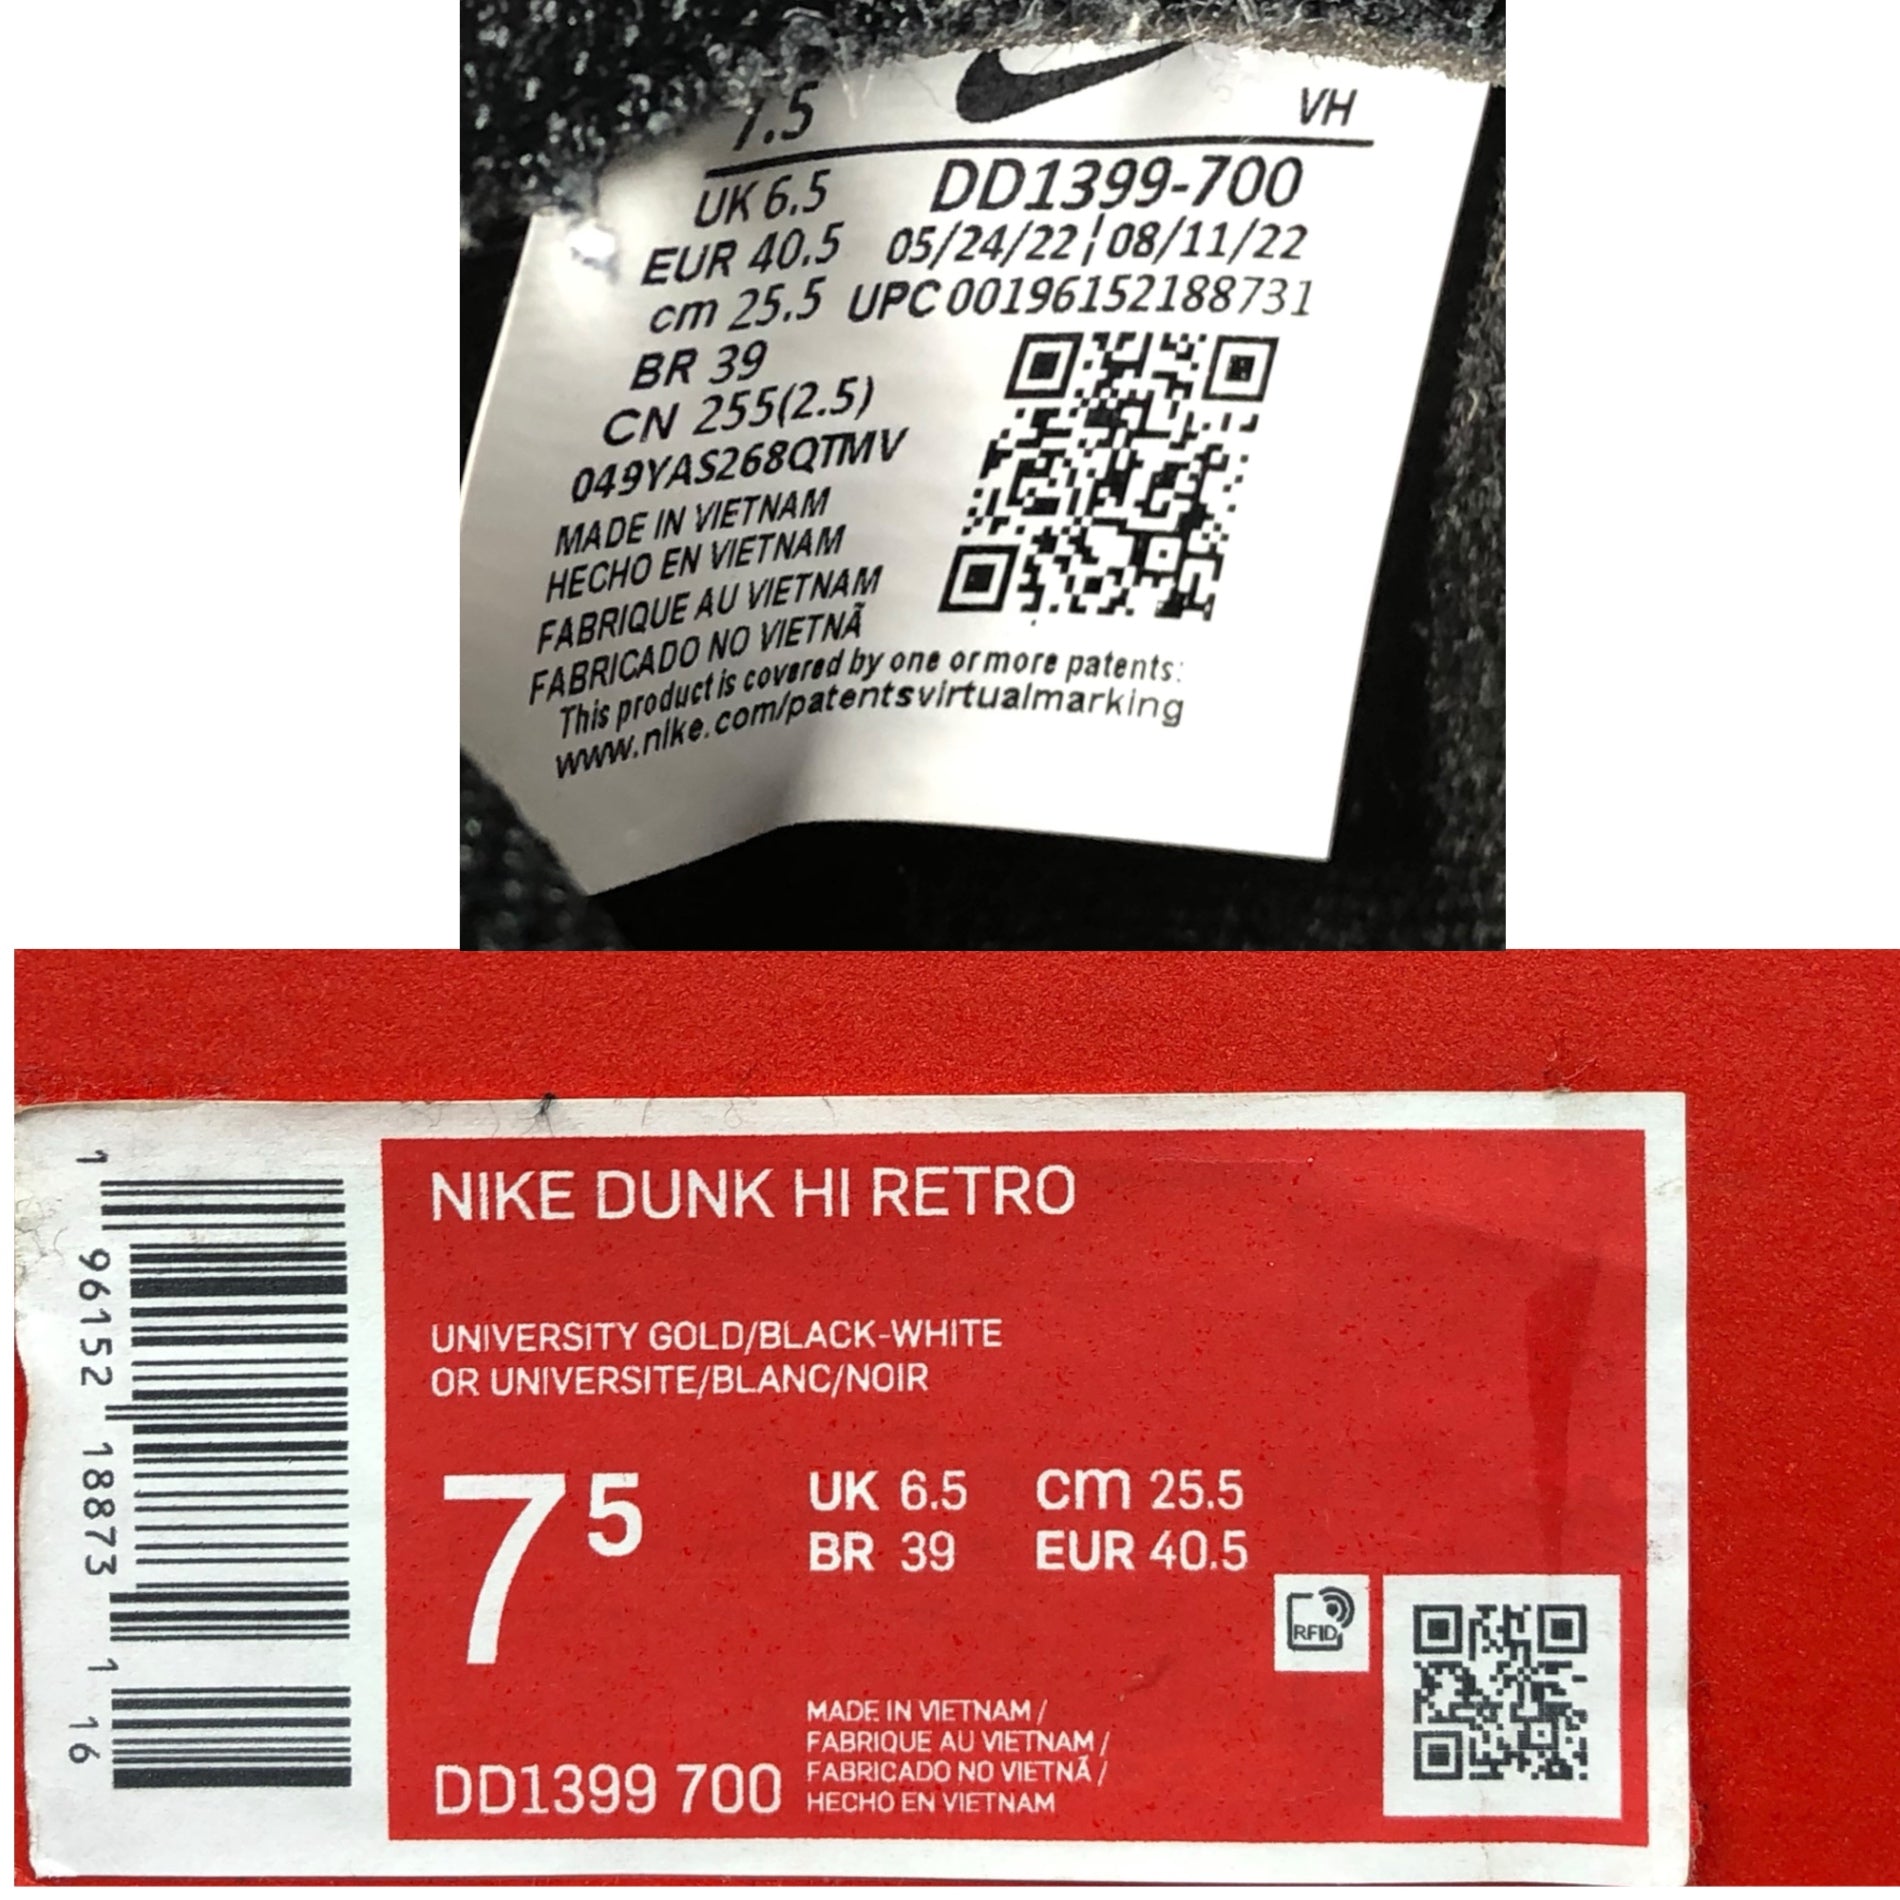 7.5 VH
UK 6.5 DD1399-700
EUR 40.5 05/24/22¦08/11/22
cm 25.5 UPC 00196152188731
BR 39
CN 255(2.5)
049YAS268QTMV
MADE IN VIETNAM
HECHO EN VIETNAM
FABRIQUE AU VIETNAM
FABRICADO NO VIETNÃ
This product is covered by one or more patents:
www.nike.com/patentsvirtualmarking
1 96152 18873 1 16
NIKE DUNK HI RETRO
UNIVERSITY GOLD/BLACK-WHITE
OR UNIVERSITE/BLANC/NOIR
7 5
UK 6.5 cm 25.5
BR 39 EUR 40.5
RFID
DD1399 700
MADE IN VIETNAM /
FABRIQUE AU VIETNAM /
FABRICADO NO VIETNÃ /
HECHO EN VIETNAM